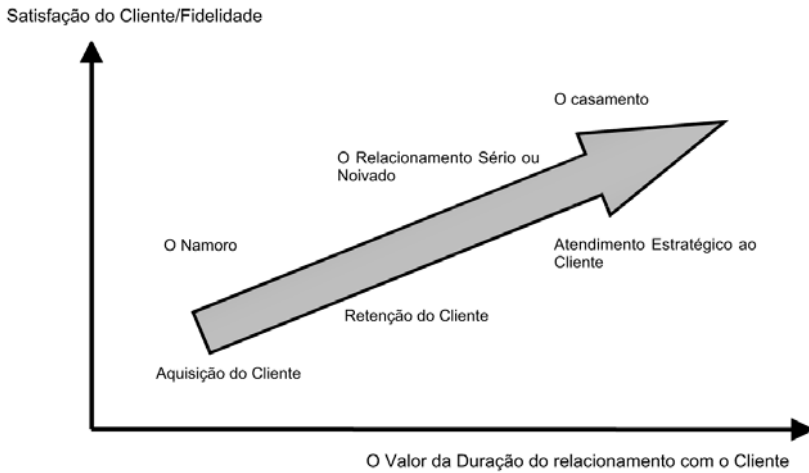 Satisfação do Cliente/Fidelidade
O casamento
O Relacionamento Sério ou
Noivado
O Namoro
Atendimento Estratégico ao
Cliente
Retenção do Cliente
Aquisição do Cliente
O Valor da Duração do relacionamento com o Cliente